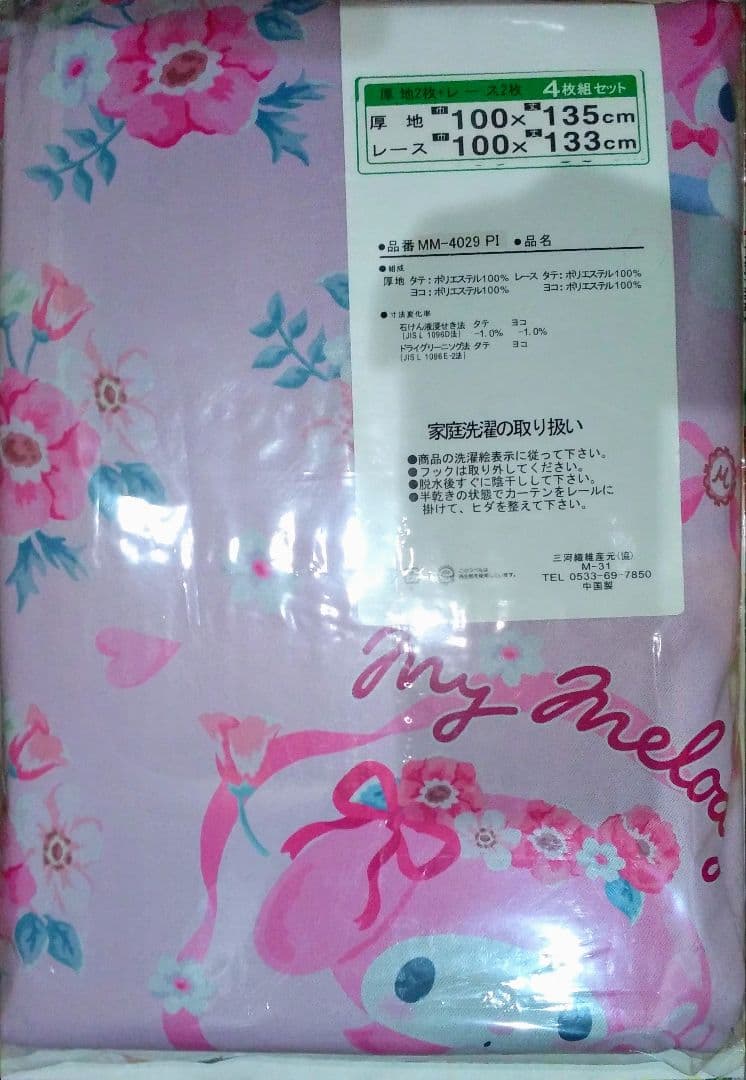 厚地2枚+レース2枚 4枚組セット
厚地 巾100×丈135cm
レース 巾100×丈133cm
●品番 MM-4029 PI ●品名
●組成
厚地 タテ:ポリエステル100% レース タテ:ポリエステル100%
ヨコ:ポリエステル100% ヨコ:ポリエステル100%
●寸法変化率
石けん液浸せき法 タテ ヨコ
(JIS L 1096D法) -1.0% -1.0%
ドライクリーニング法 タテ ヨコ
(JIS L 1096E-2法)
家庭洗濯の取り扱い
●商品の洗濯絵表示に従って下さい。
●フックは取り外してください。
●脱水後すぐに陰干しして下さい。
●半乾きの状態でカーテンをレールに
掛けて、ヒダを整えて下さい。
三河繊維産元(協)
M-31
TEL 0533-69-7850
中国製
M
My Melo